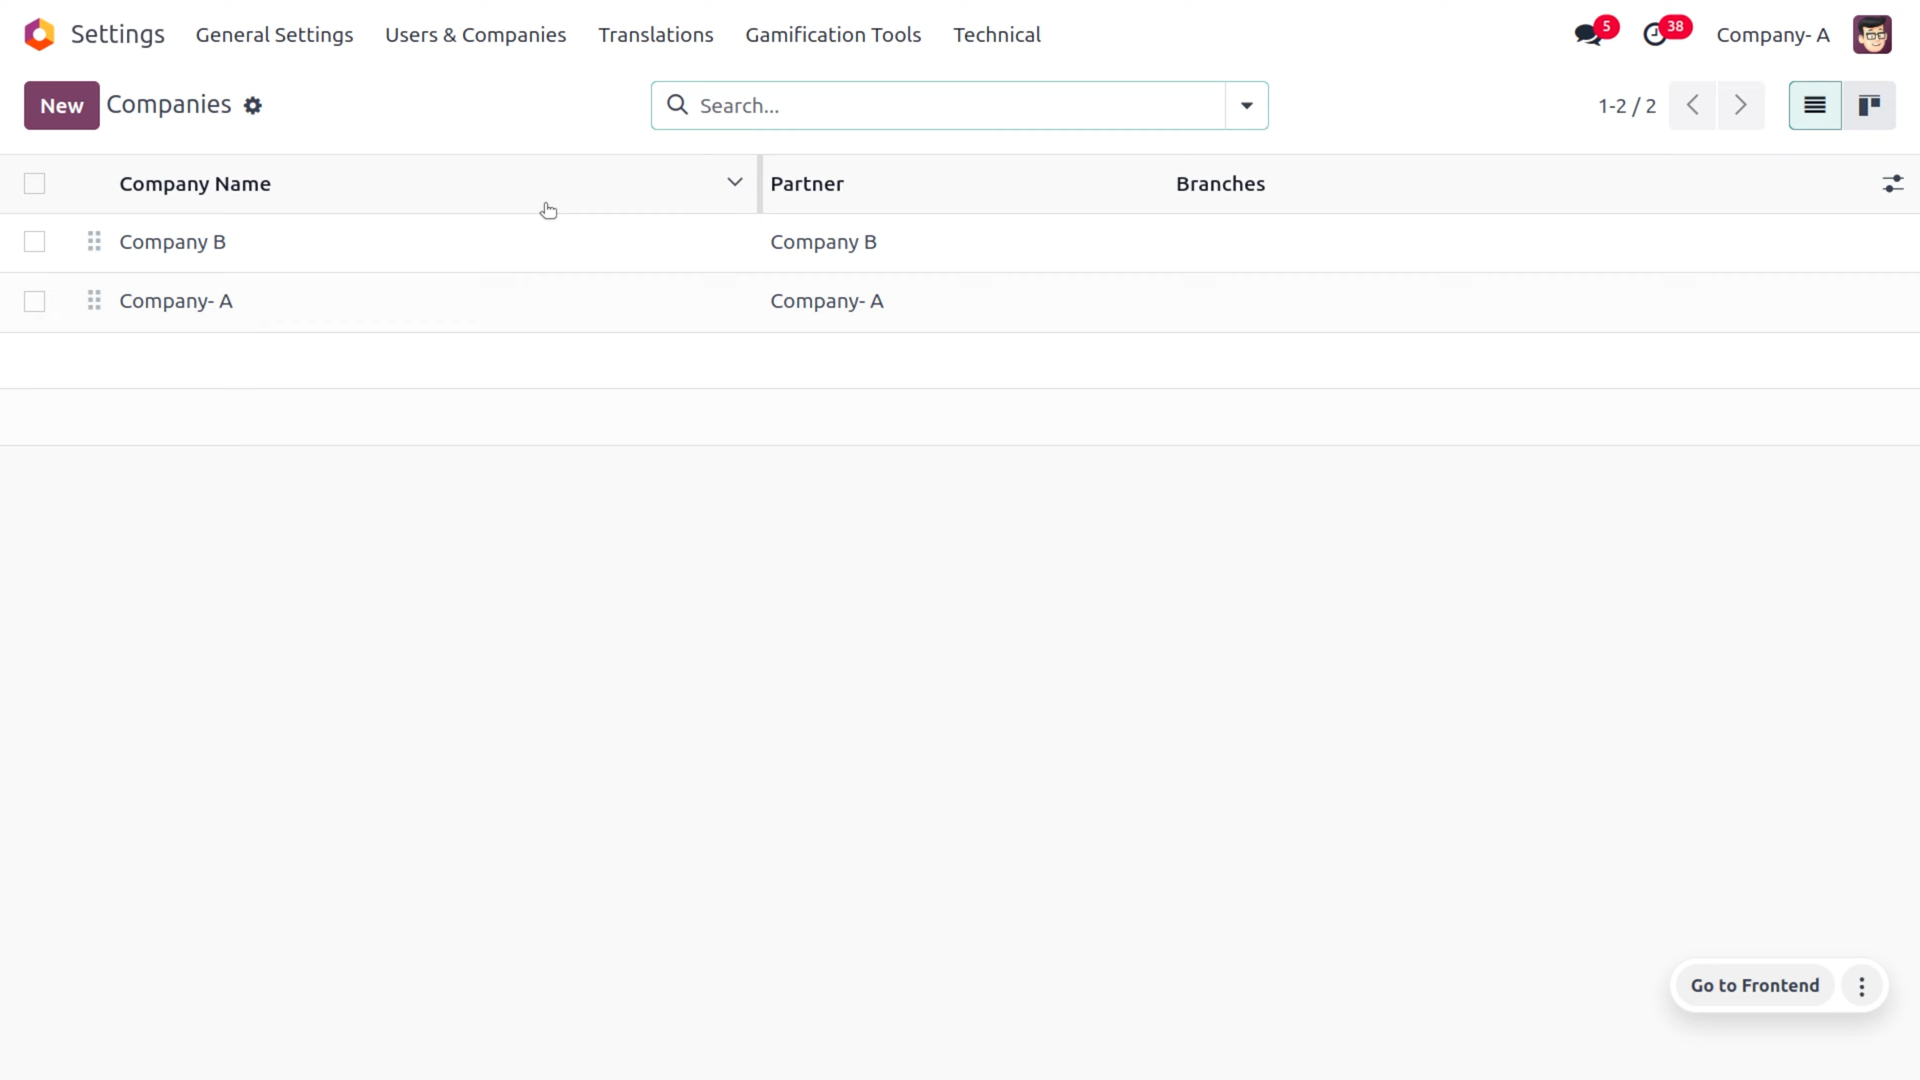 Settings General Settings Users & Companies Translations Gamification Tools Technical 5 38 Company- A
New Companies Search... 1-2 / 2
Company Name Partner Branches
Company B Company B
Company- A Company- A
Go to Frontend